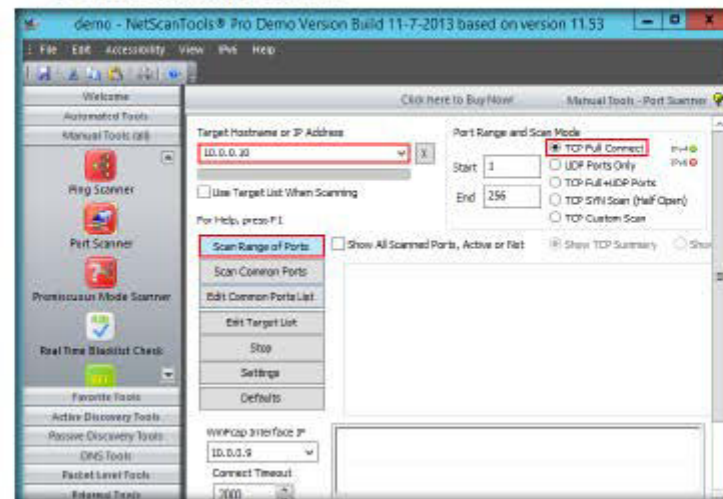 demo - NetScanTools® Pro Demo Version Build 11-7-2013 based on version 11.53
File Edit Accessibility View IPv6 Help
Welcome
Automated Tools
Manual Tools (all)
Ping Scanner
Port Scanner
Promiscuous Mode Scanner
Real Time Blacklist Check
Favorite Tools
Active Discovery Tools
Passive Discovery Tools
DNS Tools
Packet Level Tools
External Tools
Click here to Buy Now!
Manual Tools - Port Scanner
Target Hostname or IP Address
10.0.0.10
X
Use Target List When Scanning
For Help, press F1
Port Range and Scan Mode
Start 1
End 256
TCP Full Connect
UDP Ports Only
TCP Full+UDP Ports
TCP SYN Scan (Half Open)
TCP Custom Scan
IPv4
IPv6
Scan Range of Ports
Show All Scanned Ports, Active or Not
Show TCP Summary
Scan Common Ports
Edit Common Ports List
Edit Target List
Stop
Settings
Defaults
WinPcap Interface IP
10.0.0.9
Connect Timeout
2000